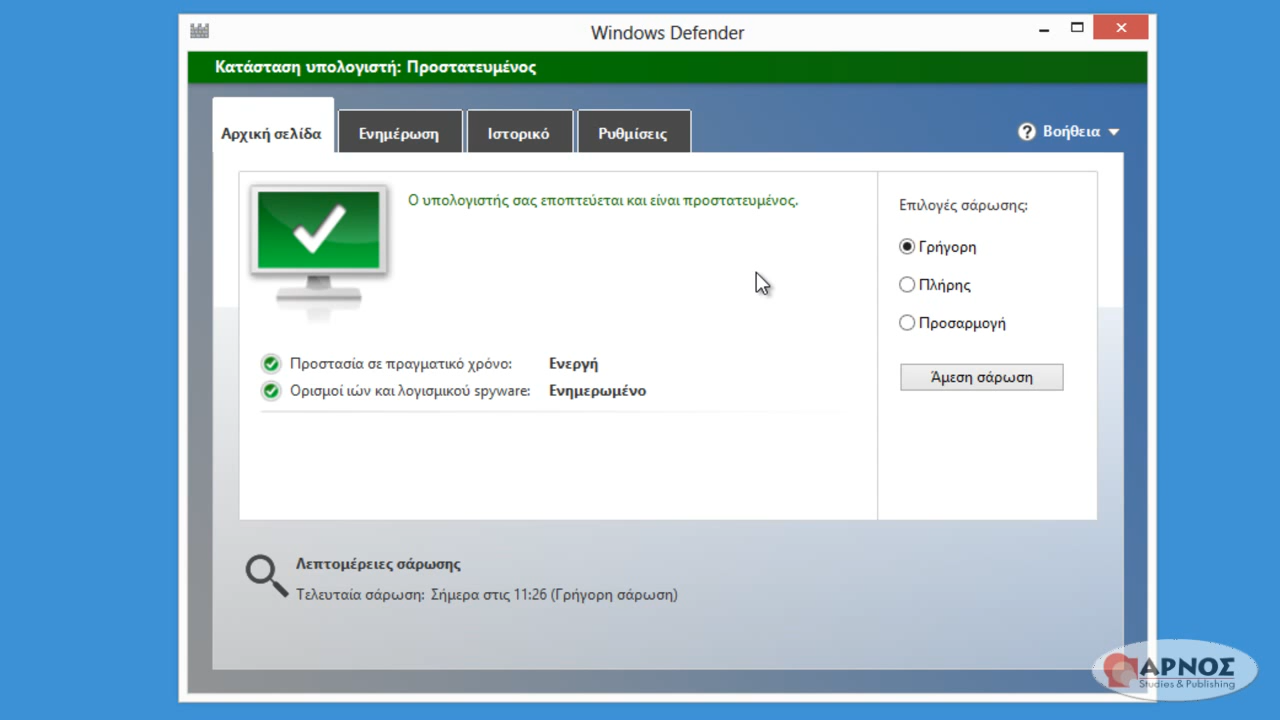 Windows Defender
Κατάσταση υπολογιστή: Προστατευμένος
Αρχική σελίδα
Ενημέρωση
Ιστορικό
Ρυθμίσεις
? Βοήθεια
Ο υπολογιστής σας εποπτεύεται και είναι προστατευμένος.
Προστασία σε πραγματικό χρόνο: Ενεργή
Ορισμοί ιών και λογισμικού spyware: Ενημερωμένο
Επιλογές σάρωσης:
Γρήγορη
Πλήρης
Προσαρμογή
Άμεση σάρωση
Λεπτομέρειες σάρωσης
Τελευταία σάρωση: Σήμερα στις 11:26 (Γρήγορη σάρωση)
ΑΡΝΟΣ
Studies & Publishing